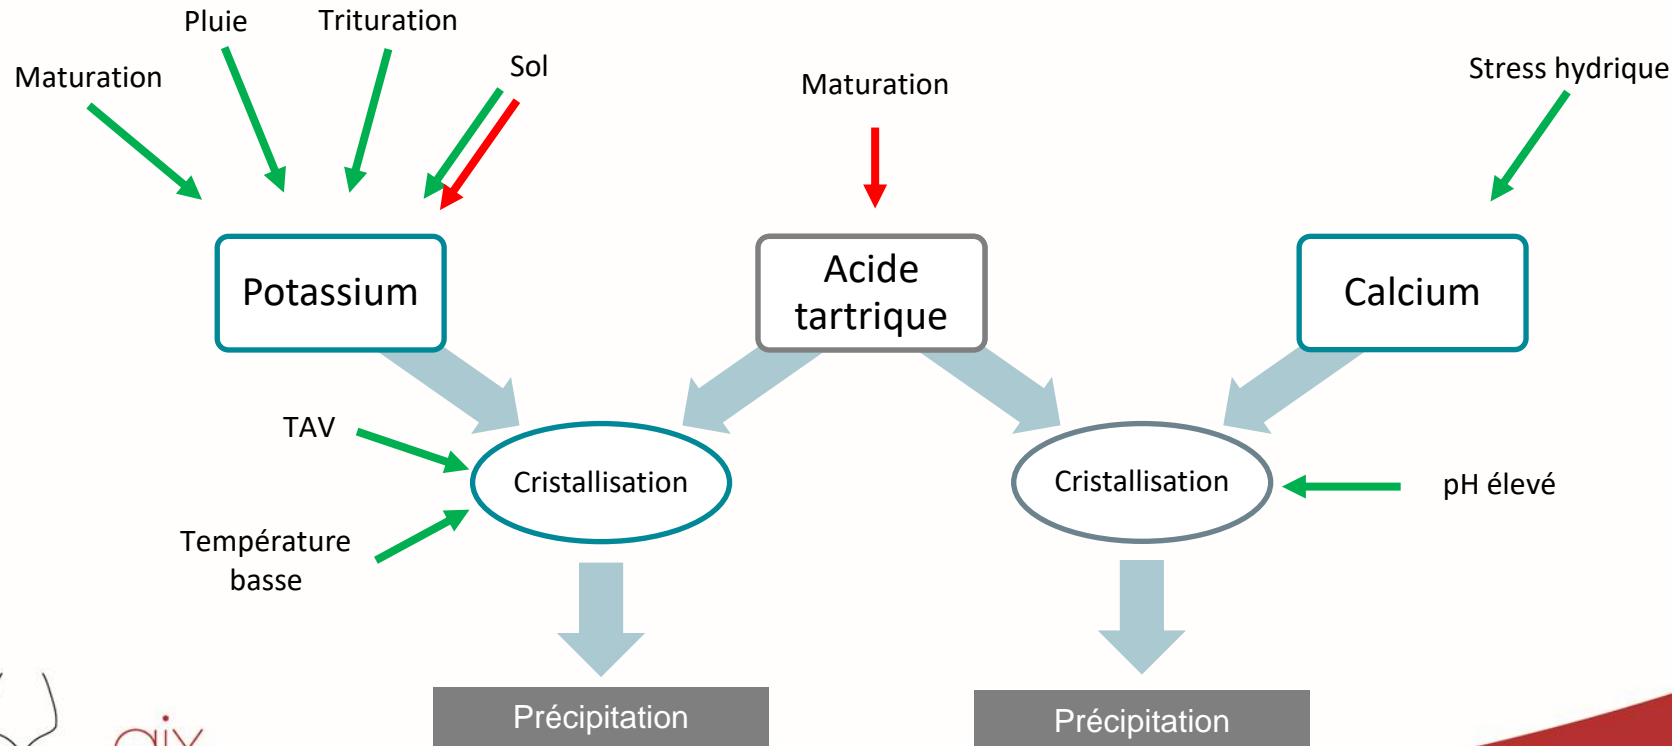 Pluie
Trituration
Maturation
Sol
Maturation
Stress hydrique
Potassium
Acide
tartrique
Calcium
TAV
Cristallisation
Cristallisation
pH élevé
Température
basse
Précipitation
Précipitation
aix